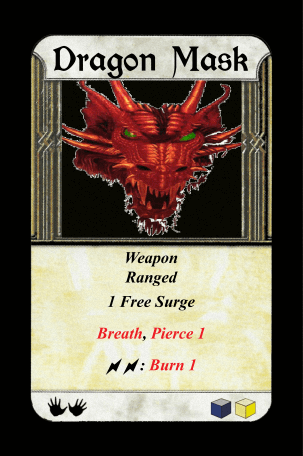 Dragon Mask
Weapon
Ranged
1 Free Surge
Breath, Pierce 1
: Burn 1